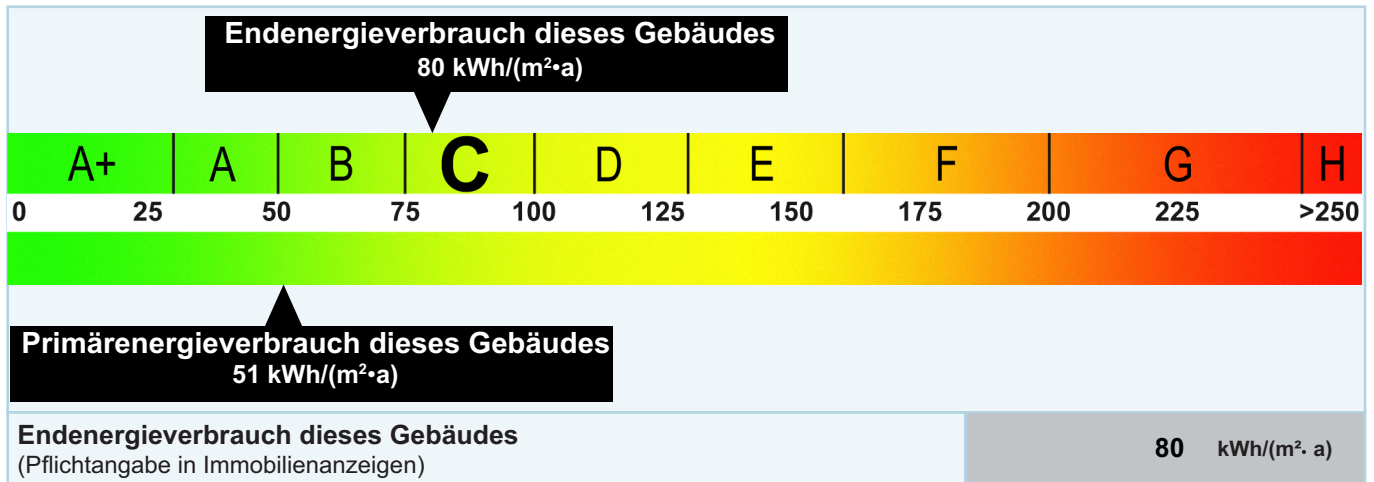 Endenergieverbrauch dieses Gebäudes
80 kWh/(m²•a)
A+ A B C D E F G H
0 25 50 75 100 125 150 175 200 225 >250
Primärenergieverbrauch dieses Gebäudes
51 kWh/(m²•a)
Endenergieverbrauch dieses Gebäudes
80 kWh/(m²· a)
(Pflichtangabe in Immobilienanzeigen)